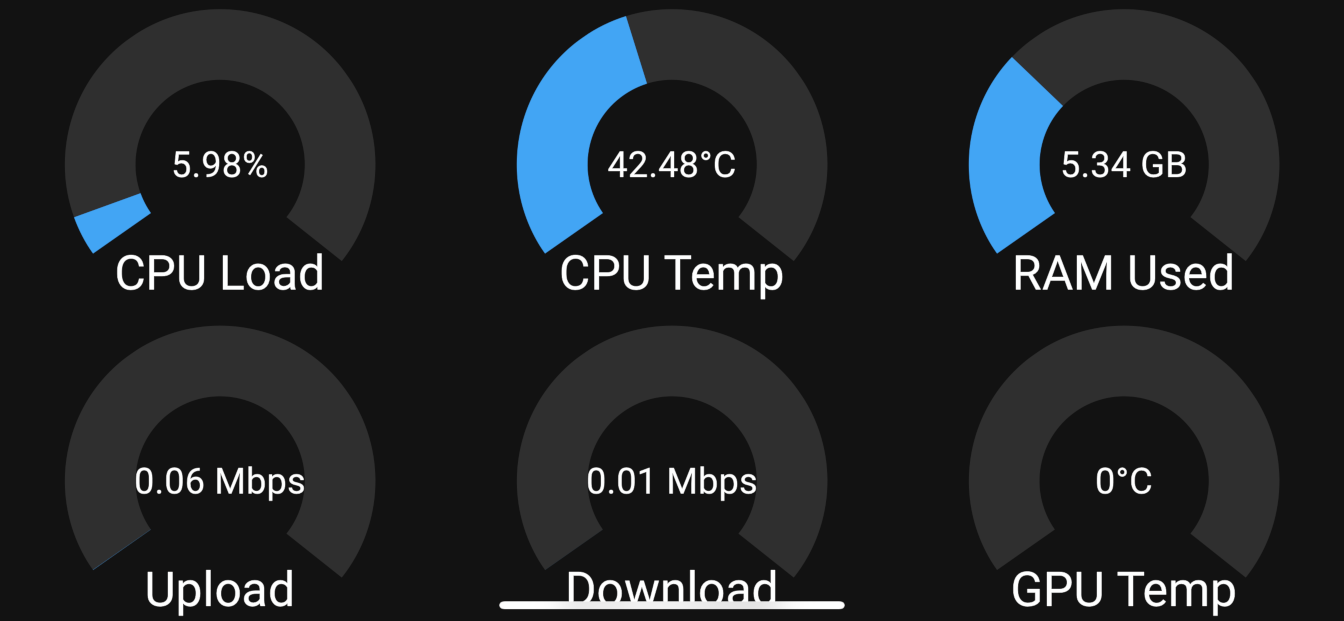 5.98%
CPU Load
42.48°C
CPU Temp
5.34 GB
RAM Used
0.06 Mbps
Upload
0.01 Mbps
Download
0°C
GPU Temp